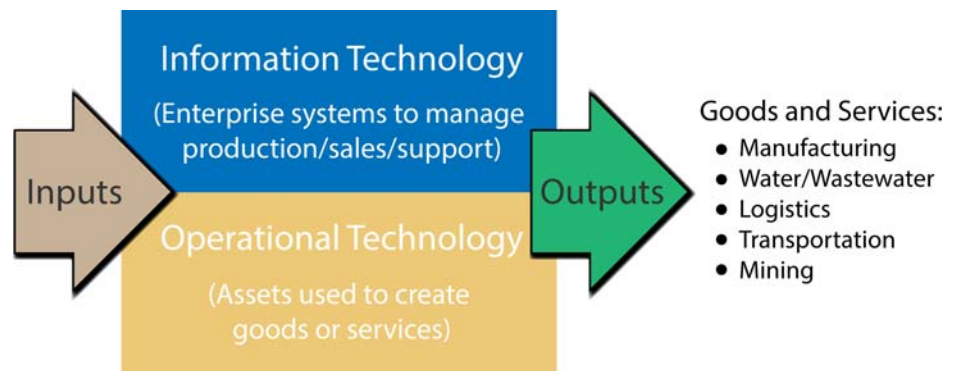 Information Technology
(Enterprise systems to manage
production/sales/support)
Inputs
Outputs
Operational Technology
(Assets used to create
goods or services)
Goods and Services:
● Manufacturing
● Water/Wastewater
● Logistics
● Transportation
● Mining